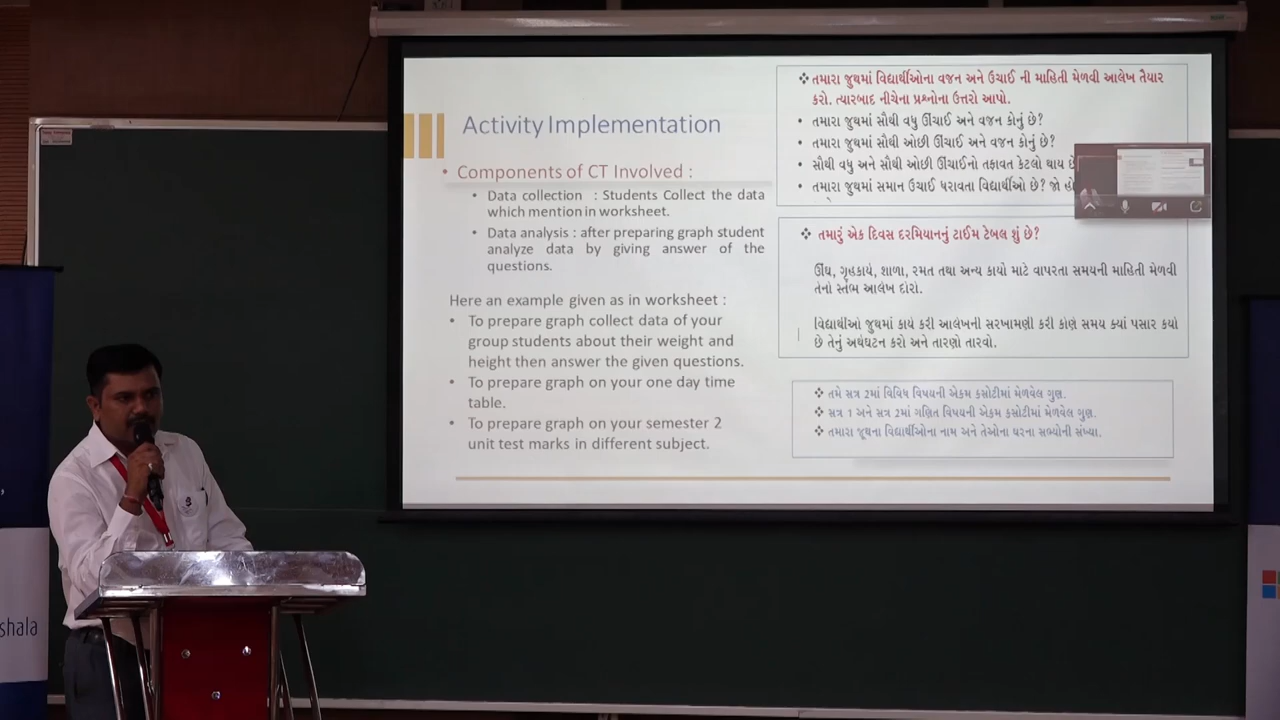 Activity Implementation
• Components of CT Involved :
• Data collection : Students Collect the data
which mention in worksheet.
• Data analysis : after preparing graph student
analyze data by giving answer of the
questions.
Here an example given as in worksheet :
• To prepare graph collect data of your
group students about their weight and
height then answer the given questions.
• To prepare graph on your one day time
table.
• To prepare graph on your semester 2
unit test marks in different subject.
❖ તમારા જુથમાં વિદ્યાર્થીઓના વજન અને ઉચાઈ ની માહિતી મેળવી આલેખ તૈયાર
કરો. ત્યારબાદ નીચેના પ્રશ્નોના ઉત્તરો આપો.
• તમારા જુથમાં સૌથી વધુ ઊંચાઈ અને વજન કોનું છે?
• તમારા જુથમાં સૌથી ઓછી ઊંચાઈ અને વજન કોનું છે?
• સૌથી વધુ અને સૌથી ઓછી ઊંચાઈનો તફાવત કેટલો થાય છે
• તમારા જુથમાં સમાન ઉચાઈ ધરાવતા વિદ્યાર્થીઓ છે? જો હો
❖ તમારું એક દિવસ દરમિયાનનું ટાઈમ ટેબલ શું છે?
ઊંઘ, ગૃહકાર્ય, શાળા, રમત તથા અન્ય કાર્યો માટે વાપરતા સમયની માહિતી મેળવી
તેનો સ્તંભ આલેખ દોરો.
વિદ્યાર્થીઓ જુથમાં કાર્ય કરી આલેખની સરખામણી કરી કોણે સમય ક્યાં પસાર કર્યો
છે તેનું અર્થઘટન કરો અને તારણો તારવો.
❖ તમે સત્ર 2માં વિવિધ વિષયની એકમ કસોટીમાં મેળવેલ ગુણ.
❖ સત્ર 1 અને સત્ર 2માં ગણિત વિષયની એકમ કસોટીમાં મેળવેલ ગુણ.
❖ તમારા જૂથના વિદ્યાર્થીઓના નામ અને તેઓના ઘરના સભ્યોની સંખ્યા.
shala